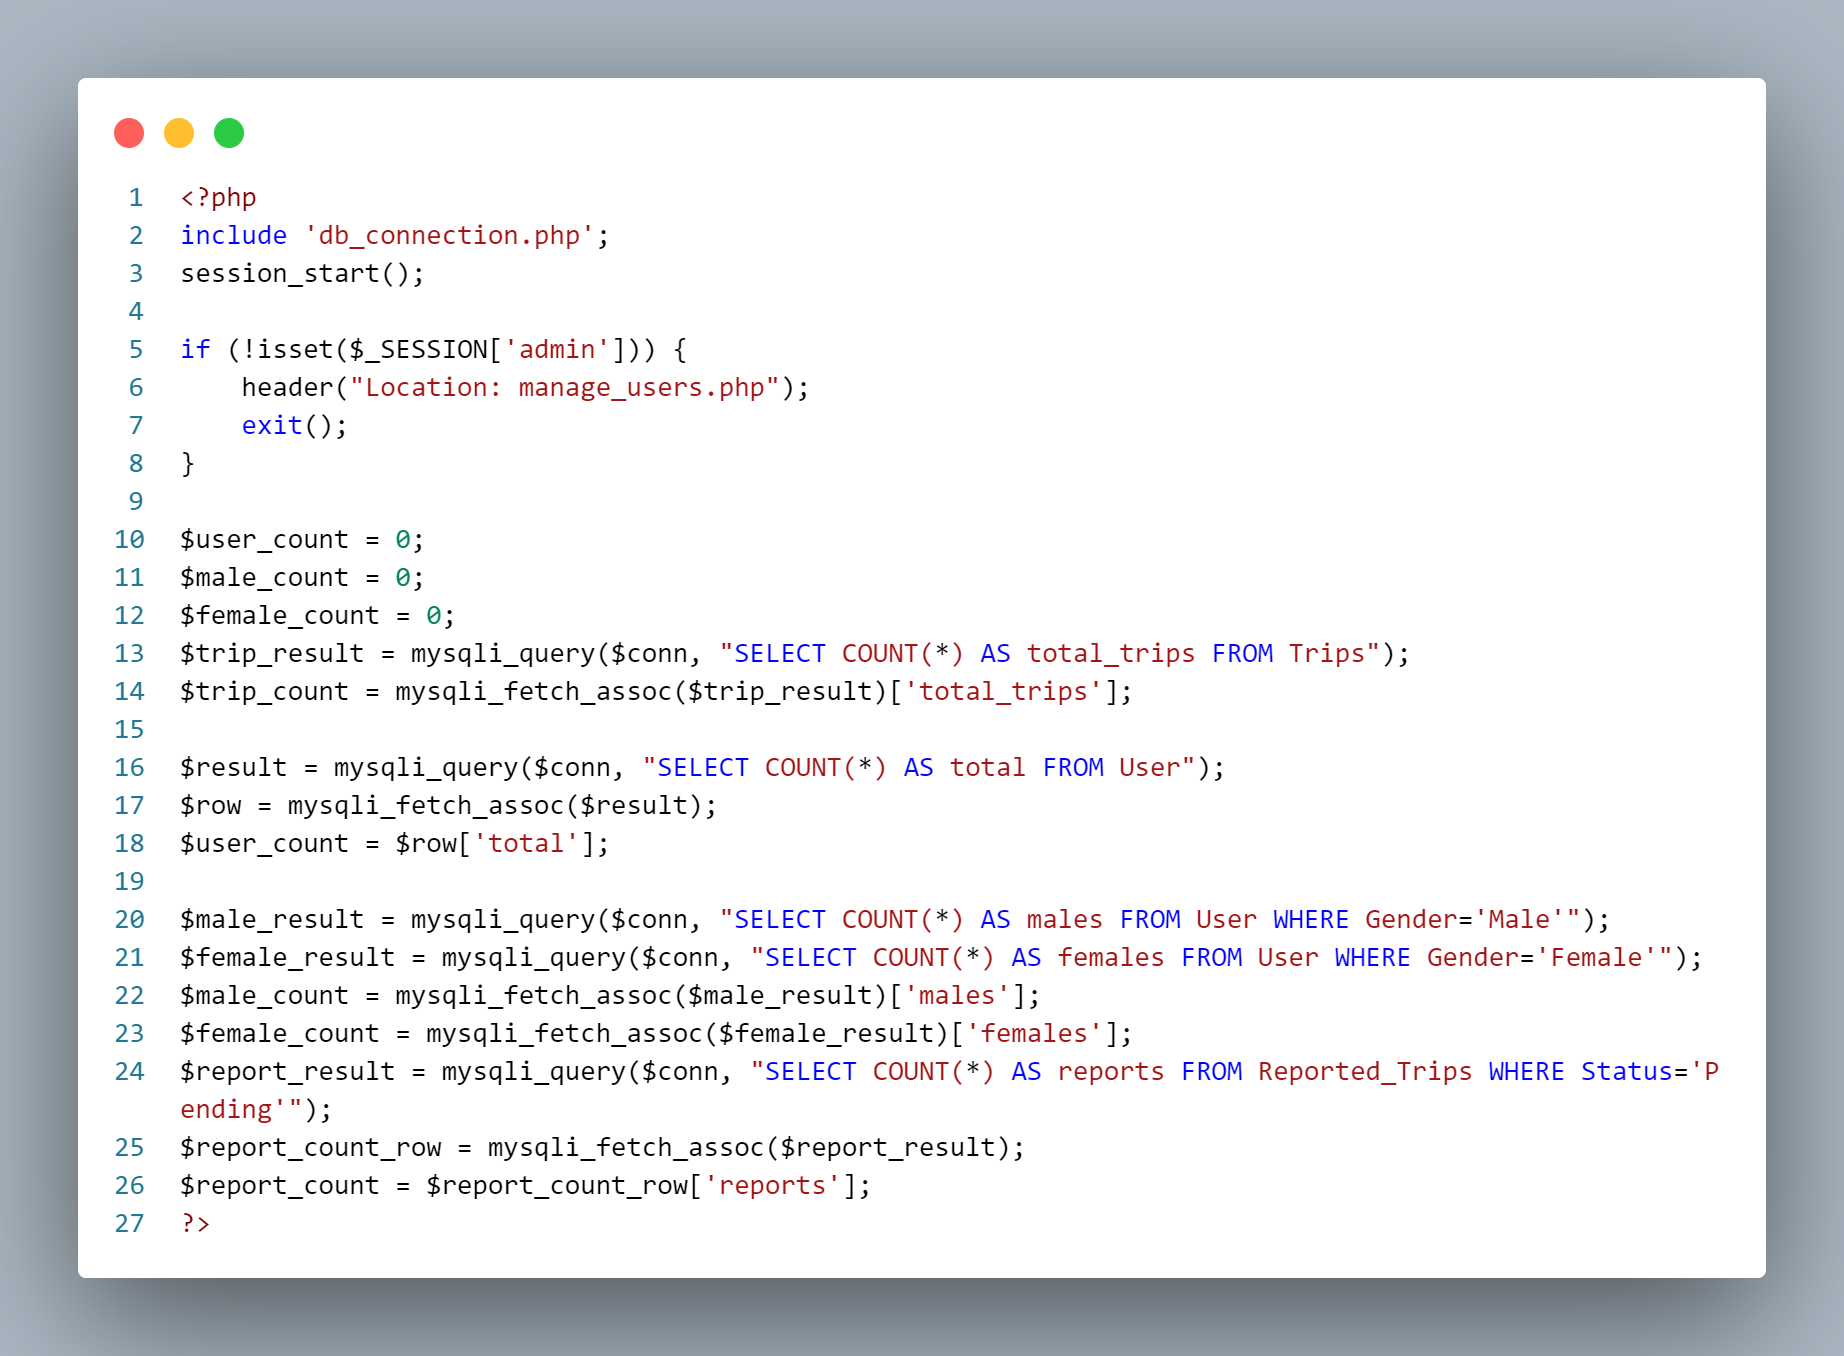 1 <?php
2 include 'db_connection.php';
3 session_start();
4
5 if (!isset($_SESSION['admin'])) {
6     header("Location: manage_users.php");
7     exit();
8 }
9
10 $user_count = 0;
11 $male_count = 0;
12 $female_count = 0;
13 $trip_result = mysqli_query($conn, "SELECT COUNT(*) AS total_trips FROM Trips");
14 $trip_count = mysqli_fetch_assoc($trip_result)['total_trips'];
15
16 $result = mysqli_query($conn, "SELECT COUNT(*) AS total FROM User");
17 $row = mysqli_fetch_assoc($result);
18 $user_count = $row['total'];
19
20 $male_result = mysqli_query($conn, "SELECT COUNT(*) AS males FROM User WHERE Gender='Male'");
21 $female_result = mysqli_query($conn, "SELECT COUNT(*) AS females FROM User WHERE Gender='Female'");
22 $male_count = mysqli_fetch_assoc($male_result)['males'];
23 $female_count = mysqli_fetch_assoc($female_result)['females'];
24 $report_result = mysqli_query($conn, "SELECT COUNT(*) AS reports FROM Reported_Trips WHERE Status='P
ending'");
25 $report_count_row = mysqli_fetch_assoc($report_result);
26 $report_count = $report_count_row['reports'];
27 ?>